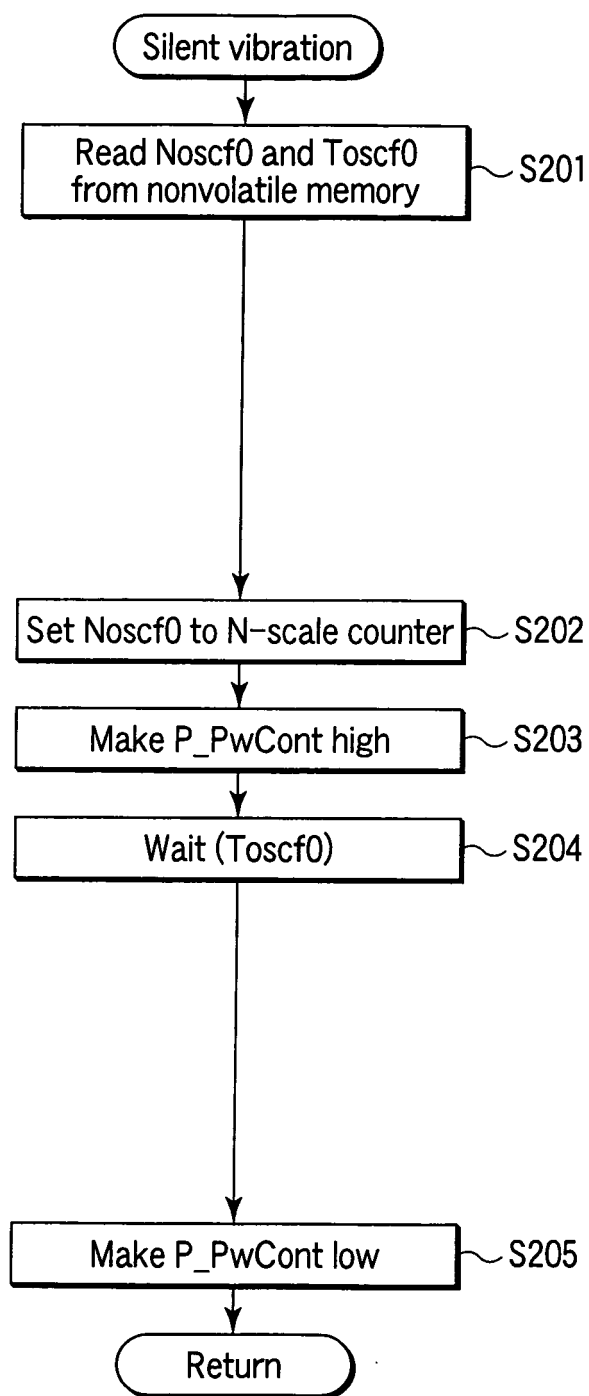 Silent vibration
Read Noscf0 and Toscf0
from nonvolatile memory
S201
Set Noscf0 to N-scale counter
S202
Make P_PwCont high
S203
Wait (Toscf0)
S204
Make P_PwCont low
S205
Return